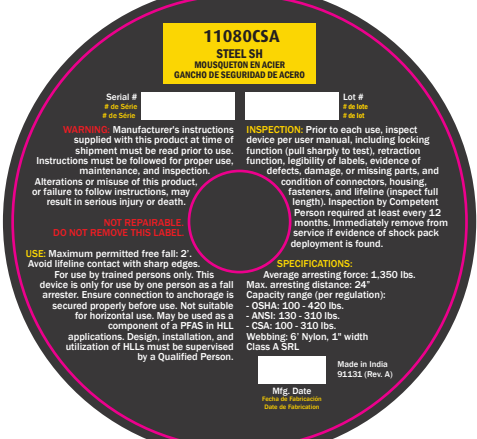 11080CSA
STEEL SH
MOUSQUETON EN ACIER
GANCHO DE SEGURIDAD DE ACERO
Serial #
# de Série
# de Série
Lot #
# de lote
# de lot
WARNING: Manufacturer's instructions
supplied with this product at time of
shipment must be read prior to use.
Instructions must be followed for proper use,
maintenance, and inspection.
Alterations or misuse of this product,
or failure to follow instructions, may
result in serious injury or death.
NOT REPAIRABLE.
DO NOT REMOVE THIS LABEL.
USE: Maximum permitted free fall: 2'.
Avoid lifeline contact with sharp edges.
For use by trained persons only. This
device is only for use by one person as a fall
arrester. Ensure connection to anchorage is
secured properly before use. Not suitable
for horizontal use. May be used as a
component of a PFAS in HLL
applications. Design, installation, and
utilization of HLLs must be supervised
by a Qualified Person.
INSPECTION: Prior to each use, inspect
device per user manual, including locking
function (pull sharply to test), retraction
function, legibility of labels, evidence of
defects, damage, or missing parts, and
condition of connectors, housing,
fasteners, and lifeline (inspect full
length). Inspection by Competent
Person required at least every 12
months. Immediately remove from
service if evidence of shock pack
deployment is found.
SPECIFICATIONS:
Average arresting force: 1,350 lbs.
Max. arresting distance: 24"
Capacity range (per regulation):
- OSHA: 100 - 420 lbs.
- ANSI: 130 - 310 lbs.
- CSA: 100 - 310 lbs.
Webbing: 6' Nylon, 1" width
Class A SRL
Made in India
91131 (Rev. A)
Mfg. Date
Fecha de Fabricación
Date de Fabrication